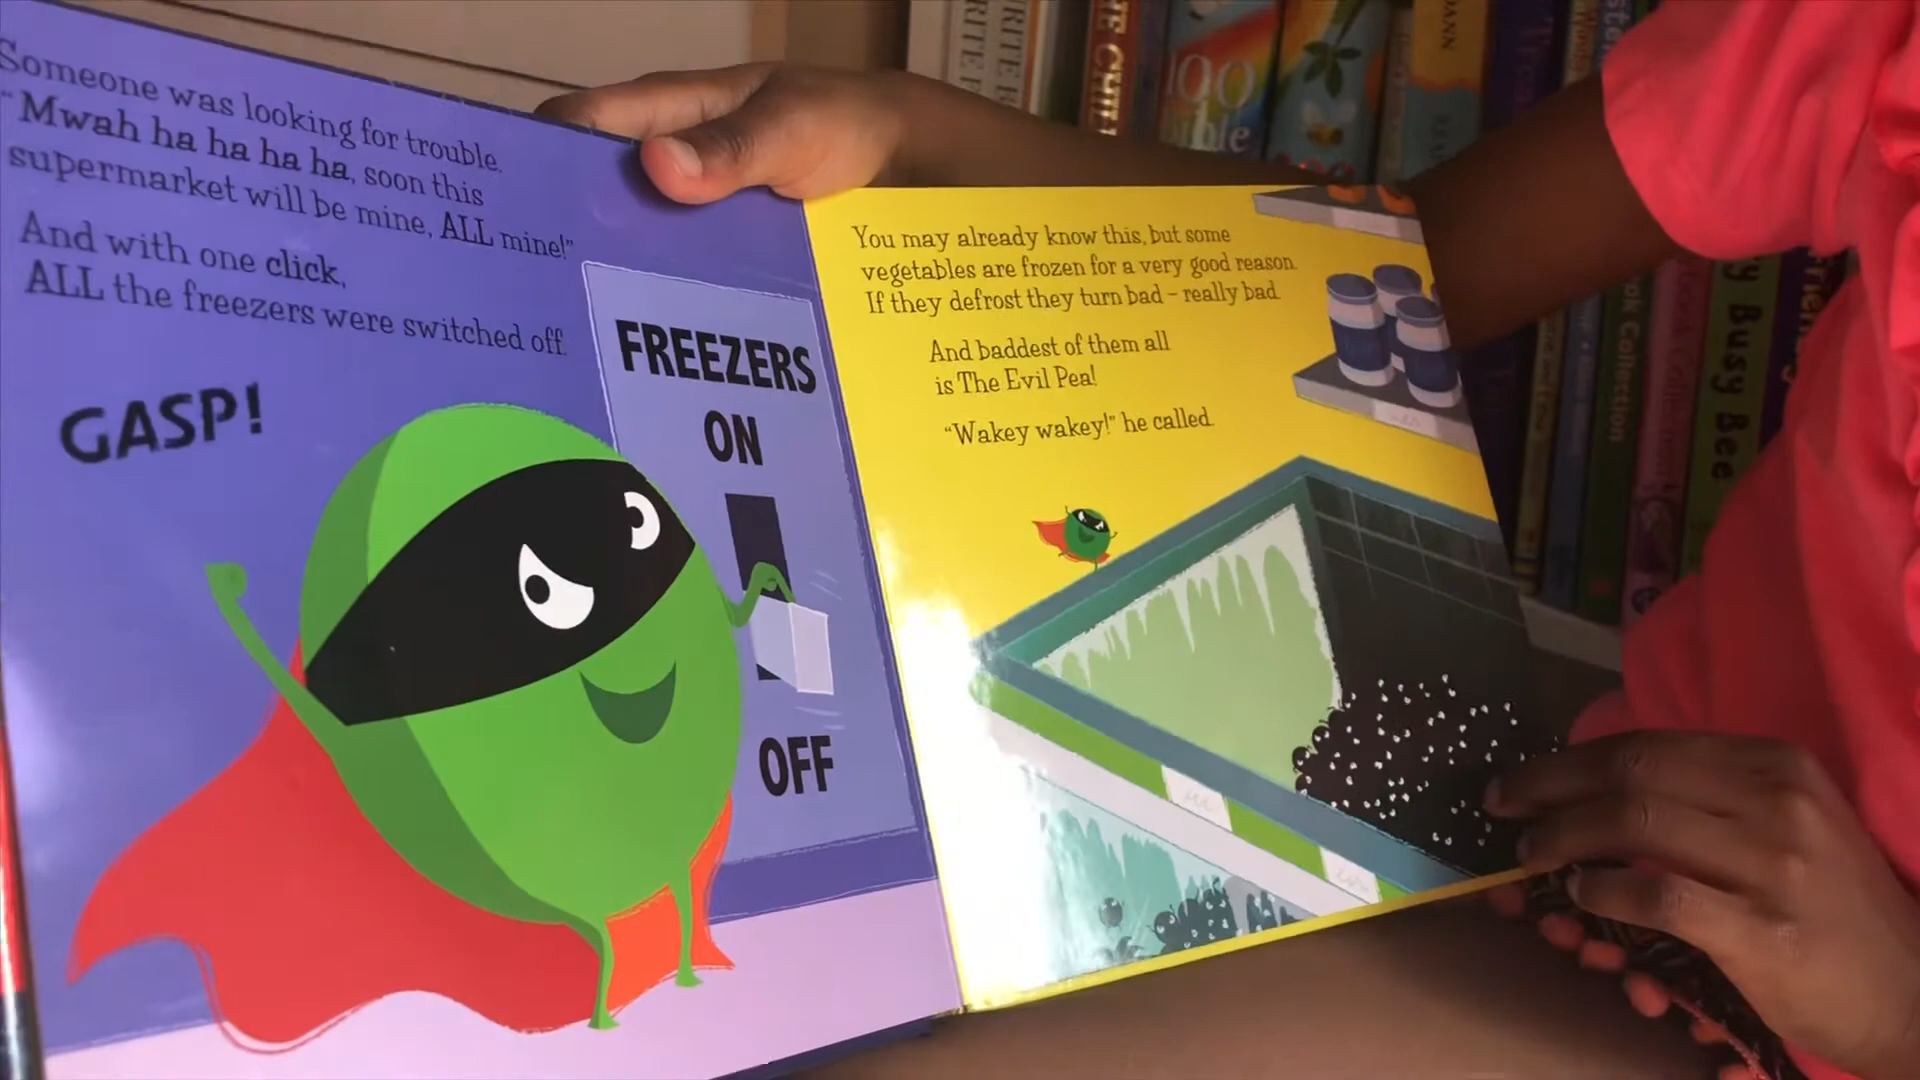 Someone was looking for trouble.
"Mwah ha ha ha ha, soon this
supermarket will be mine, ALL mine!"
And with one click,
ALL the freezers were switched off.
GASP!
FREEZERS
ON
OFF
You may already know this, but some
vegetables are frozen for a very good reason.
If they defrost they turn bad – really bad.
And baddest of them all
is The Evil Pea!
"Wakey wakey!" he called.
100
Busy Bee
Collection